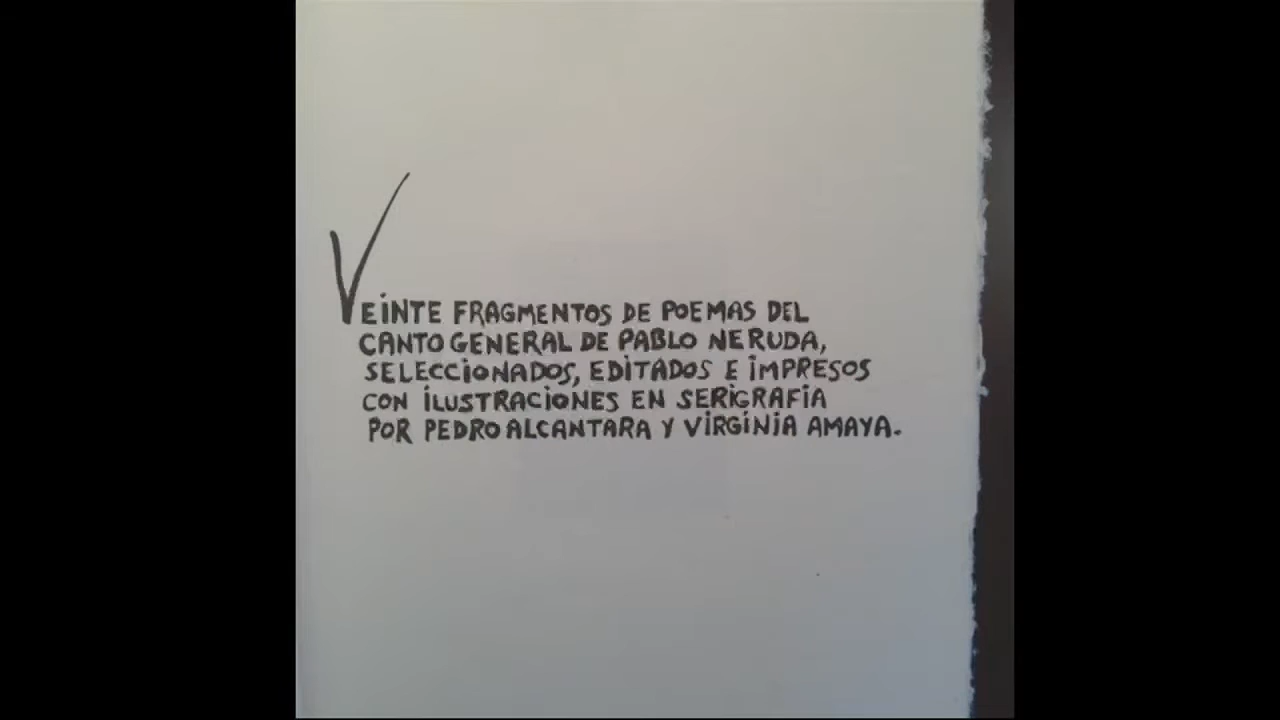 VEINTE FRAGMENTOS DE POEMAS DEL
CANTO GENERAL DE PABLO NERUDA,
SELECCIONADOS, EDITADOS E IMPRESOS
CON ILUSTRACIONES EN SERIGRAFIA
POR PEDRO ALCANTARA Y VIRGINIA AMAYA.